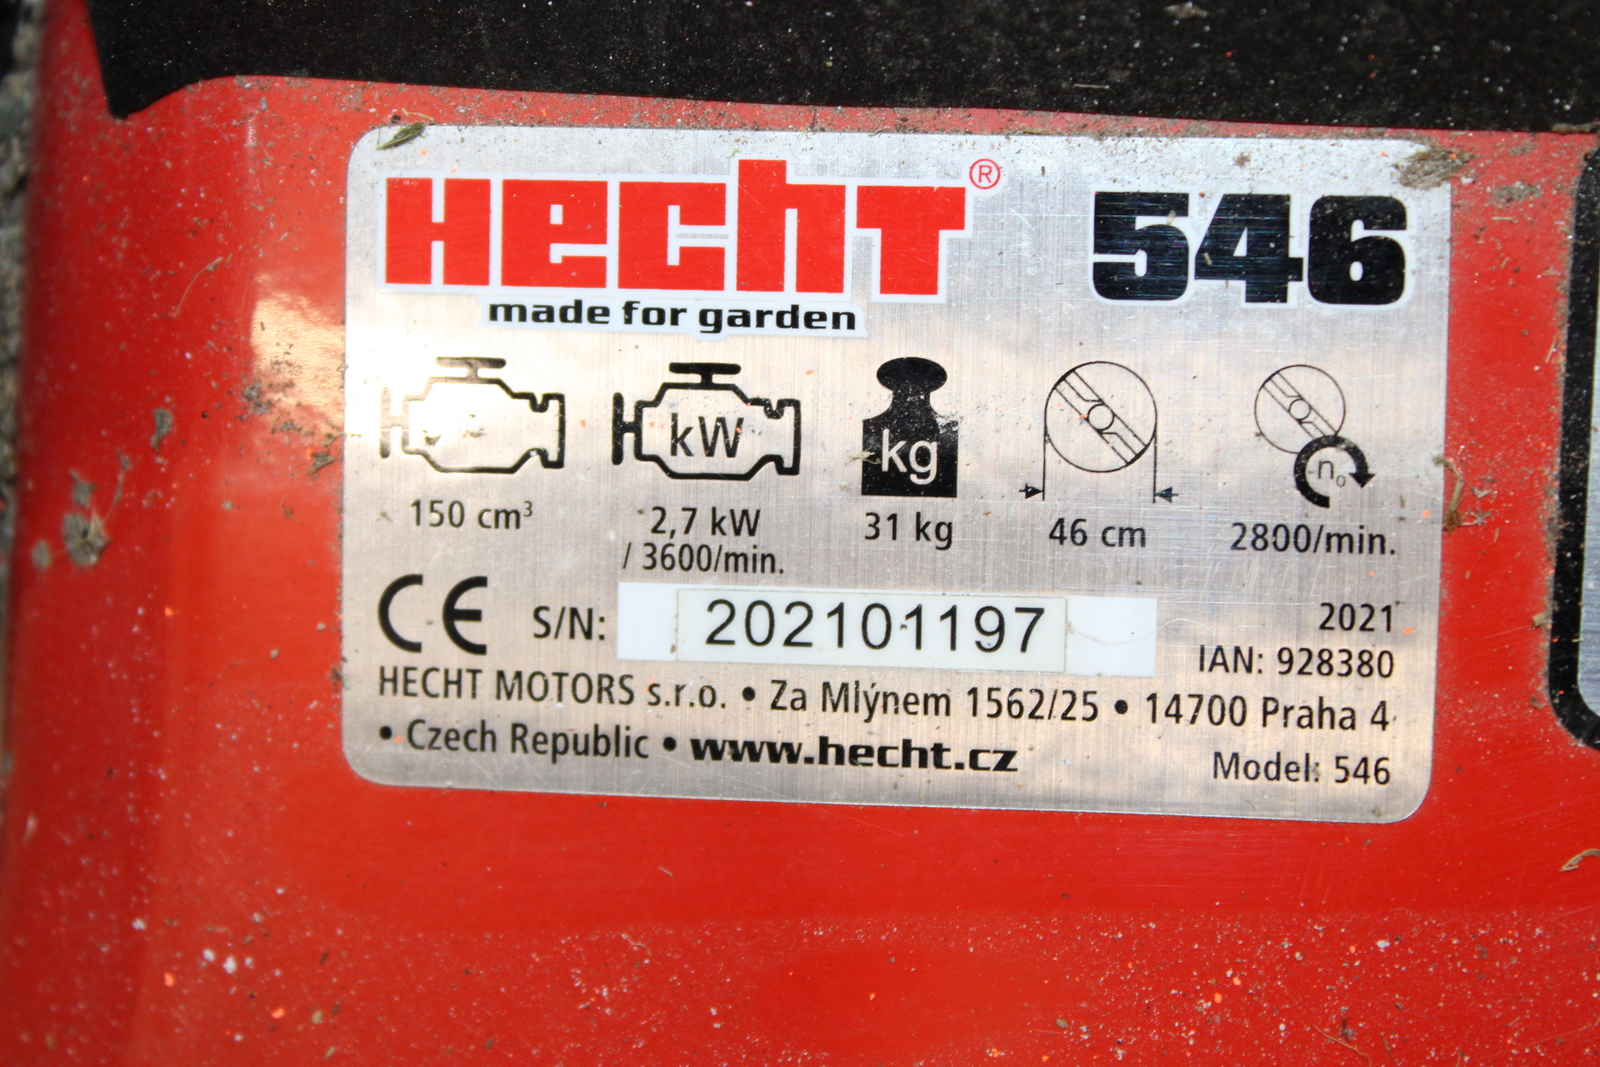 HECHT® 546
made for garden
kW kg n₀
150 cm³ 2,7 kW / 3600/min. 31 kg 46 cm 2800/min.
CE S/N: 202101197 2021
IAN: 928380
HECHT MOTORS s.r.o. • Za Mlýnem 1562/25 • 14700 Praha 4
• Czech Republic • www.hecht.cz Model: 546